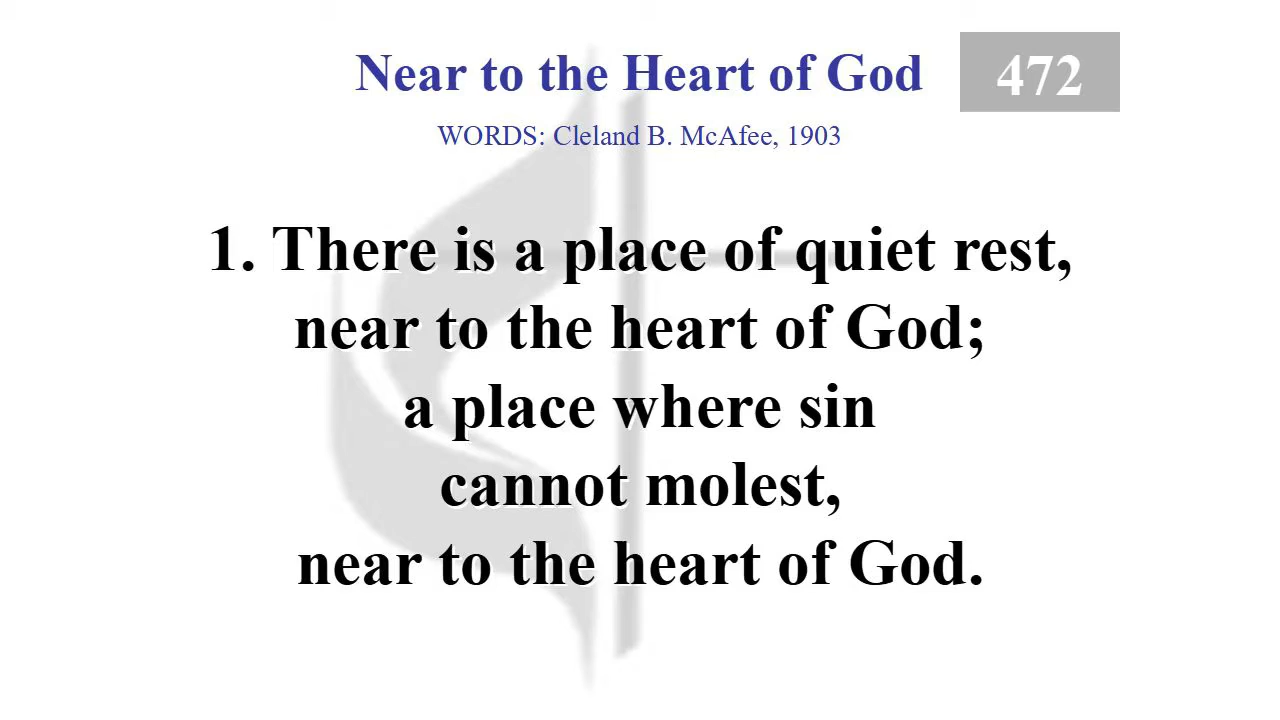 Near to the Heart of God
472
WORDS: Cleland B. McAfee, 1903
1. There is a place of quiet rest,
near to the heart of God;
a place where sin
cannot molest,
near to the heart of God.